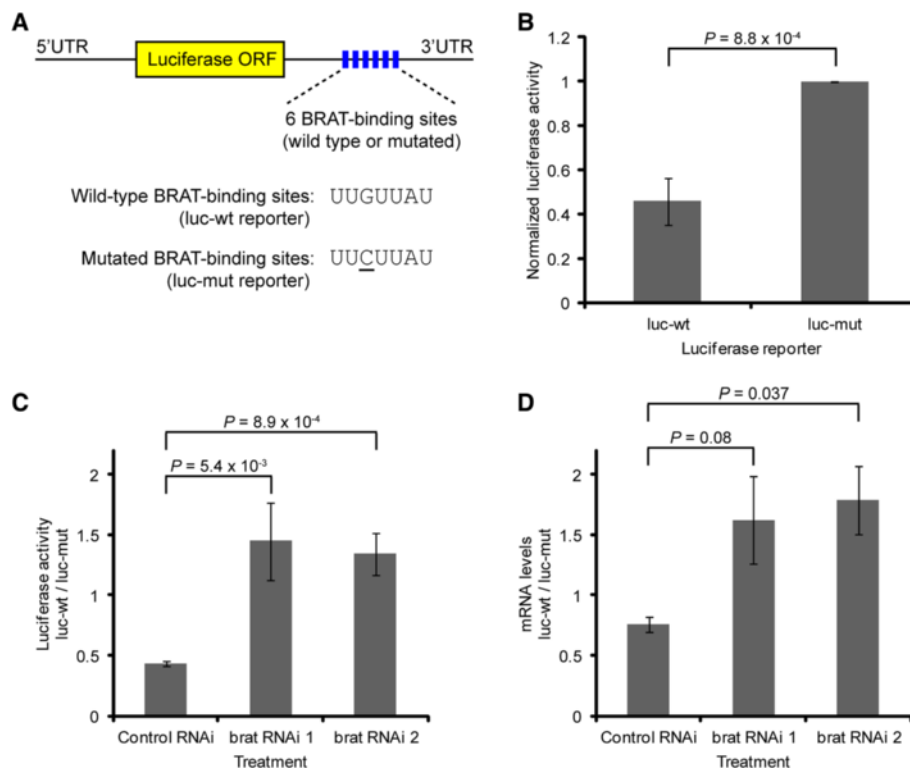 A
5'UTR
3'UTR
Luciferase ORF
6 BRAT-binding sites
(wild type or mutated)
Wild-type BRAT-binding sites: UUGUUAU
(luc-wt reporter)
Mutated BRAT-binding sites: UUCUUAU
(luc-mut reporter)
B
P = 8.8 x 10-4
Normalized luciferase activity
1.2
1
0.8
0.6
0.4
0.2
0
luc-wt
luc-mut
Luciferase reporter
C
P = 8.9 x 10-4
P = 5.4 x 10-3
Luciferase activity
luc-wt / luc-mut
2
1.5
1
0.5
0
Control RNAi
brat RNAi 1
brat RNAi 2
Treatment
D
P = 0.037
P = 0.08
mRNA levels
luc-wt / luc-mut
2
1.5
1
0.5
0
Control RNAi
brat RNAi 1
brat RNAi 2
Treatment